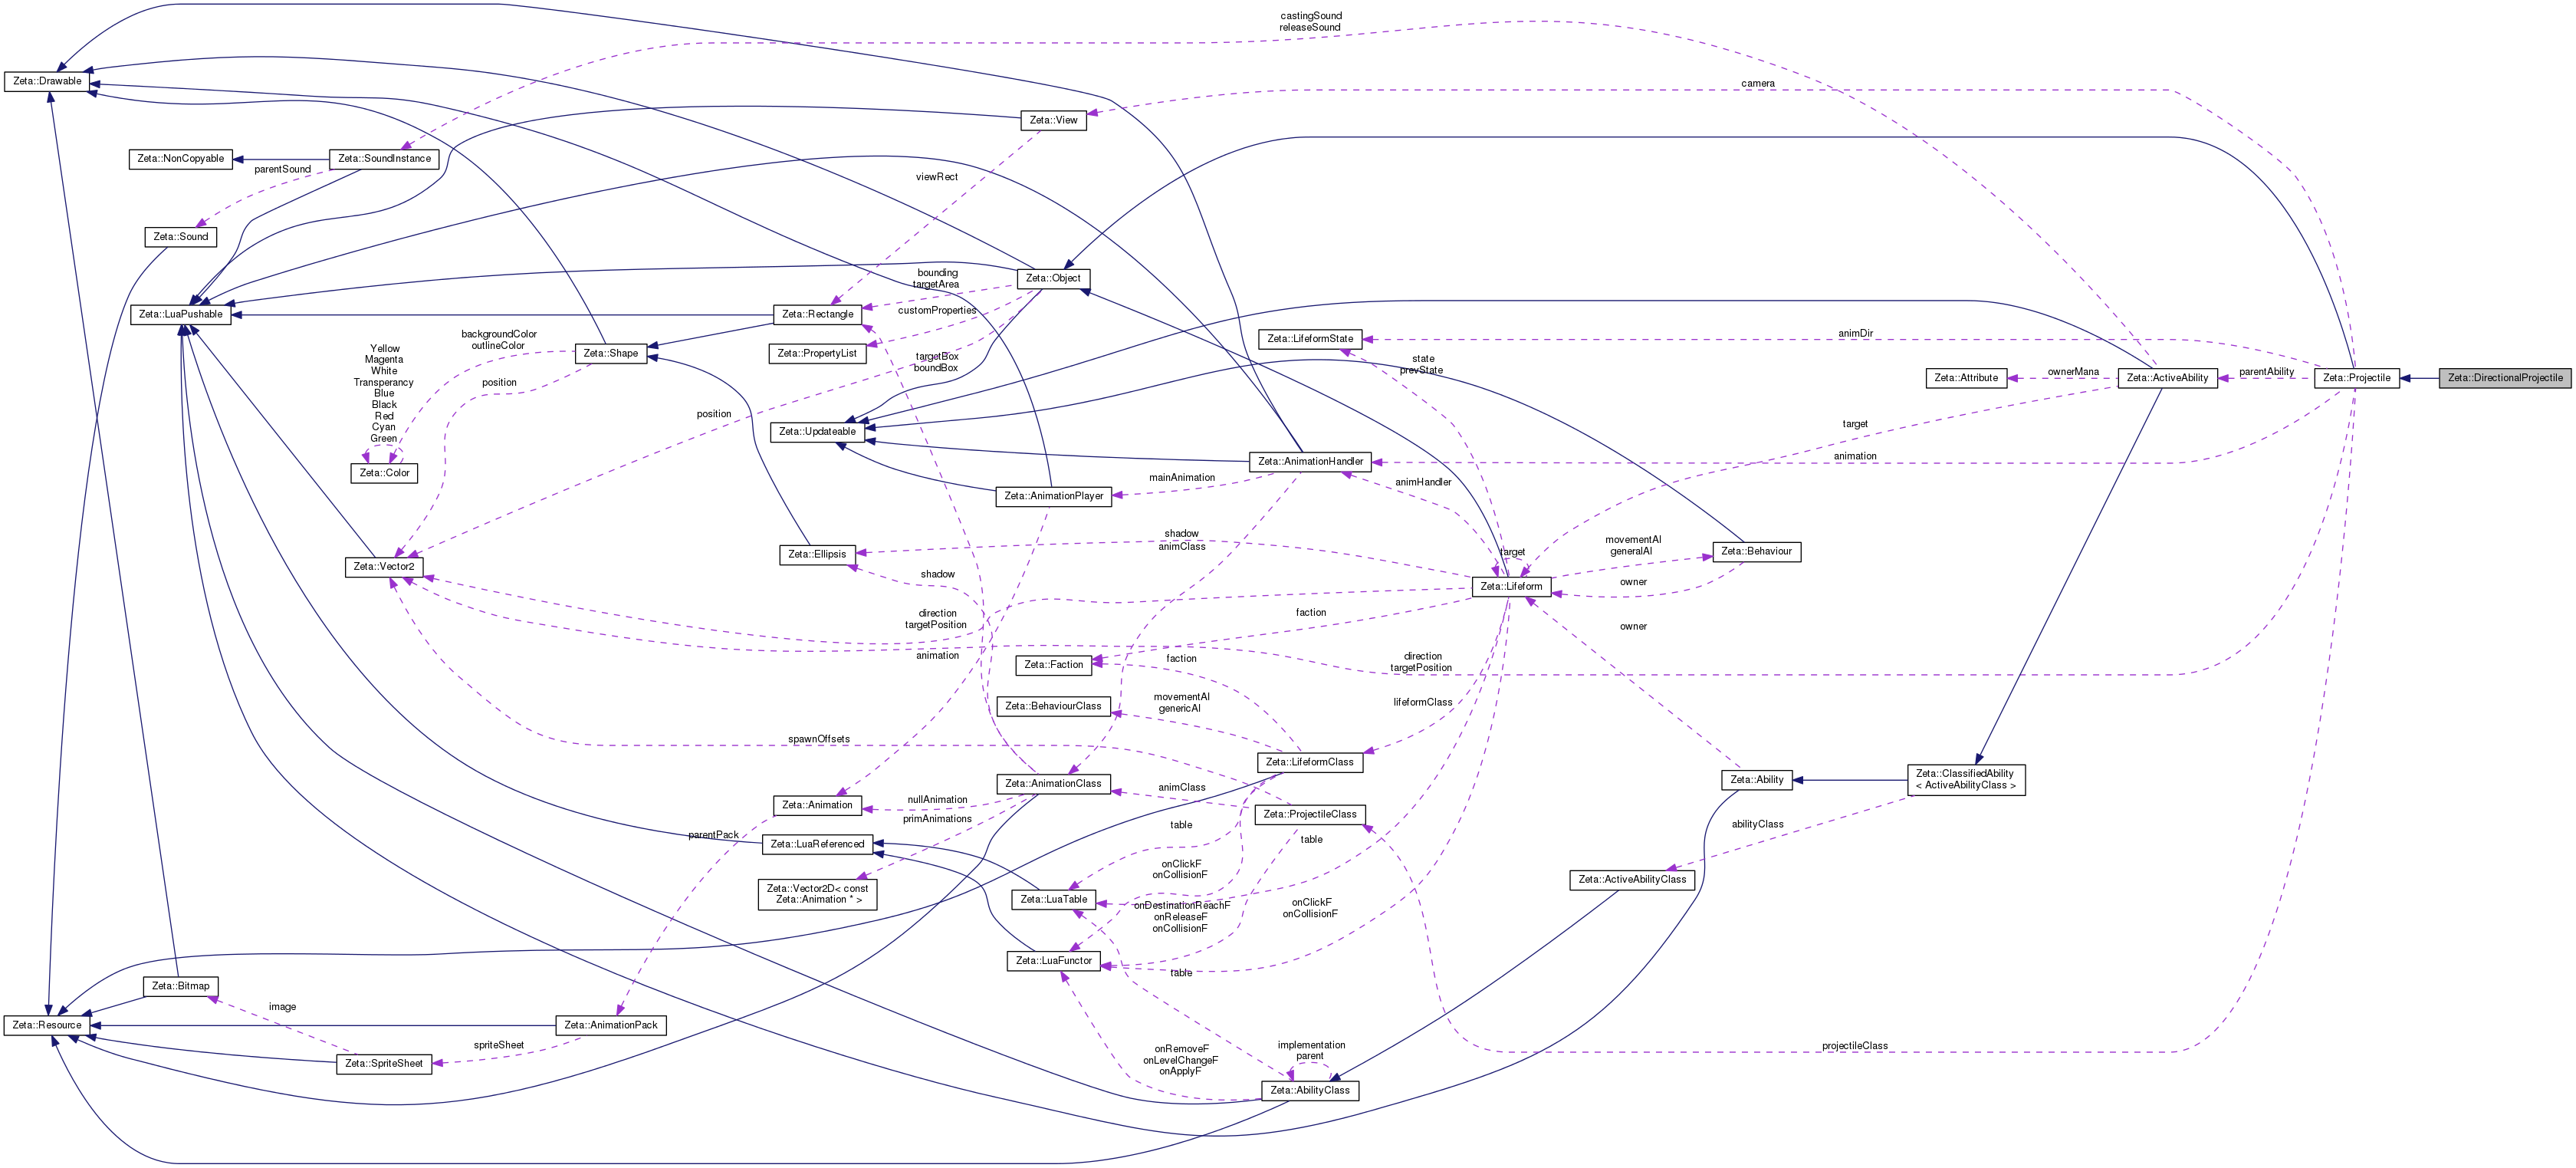 castingSound
releaseSound
Zeta::Drawable
camera
Zeta::View
Zeta::NonCopyable
Zeta::SoundInstance
parentSound
viewRect
Zeta::Sound
Zeta::Object
bounding
targetArea
Zeta::LuaPushable
Zeta::Rectangle
customProperties
backgroundColor
outlineColor
Zeta::LifeformState
animDir
Zeta::Shape
Zeta::PropertyList
Yellow
Magenta
White
Transperancy
Blue
Black
Red
Cyan
Green
position
targetBox
boundBox
state
prevState
Zeta::Attribute
ownerMana
Zeta::ActiveAbility
parentAbility
Zeta::Projectile
Zeta::DirectionalProjectile
position
Zeta::Updateable
target
Zeta::Color
Zeta::AnimationHandler
animation
mainAnimation
animHandler
Zeta::AnimationPlayer
shadow
animClass
Zeta::Ellipsis
target
movementAI
generalAI
Zeta::Behaviour
Zeta::Vector2
shadow
Zeta::Lifeform
owner
direction
targetPosition
faction
owner
animation
Zeta::Faction
faction
direction
targetPosition
Zeta::BehaviourClass
movementAI
genericAI
lifeformClass
spawnOffsets
Zeta::LifeformClass
Zeta::AnimationClass
animClass
Zeta::Ability
Zeta::ClassifiedAbility
< ActiveAbilityClass >
Zeta::Animation
nullAnimation
primAnimations
Zeta::ProjectileClass
parentPack
table
table
abilityClass
Zeta::LuaReferenced
onClickF
onCollisionF
Zeta::Vector2D< const
Zeta::Animation * >
Zeta::LuaTable
Zeta::ActiveAbilityClass
onDestinationReachF
onReleaseF
onCollisionF
onClickF
onCollisionF
Zeta::LuaFunctor
table
Zeta::Bitmap
image
Zeta::Resource
Zeta::AnimationPack
spriteSheet
Zeta::SpriteSheet
onRemoveF
onLevelChangeF
onApplyF
implementation
parent
projectileClass
Zeta::AbilityClass